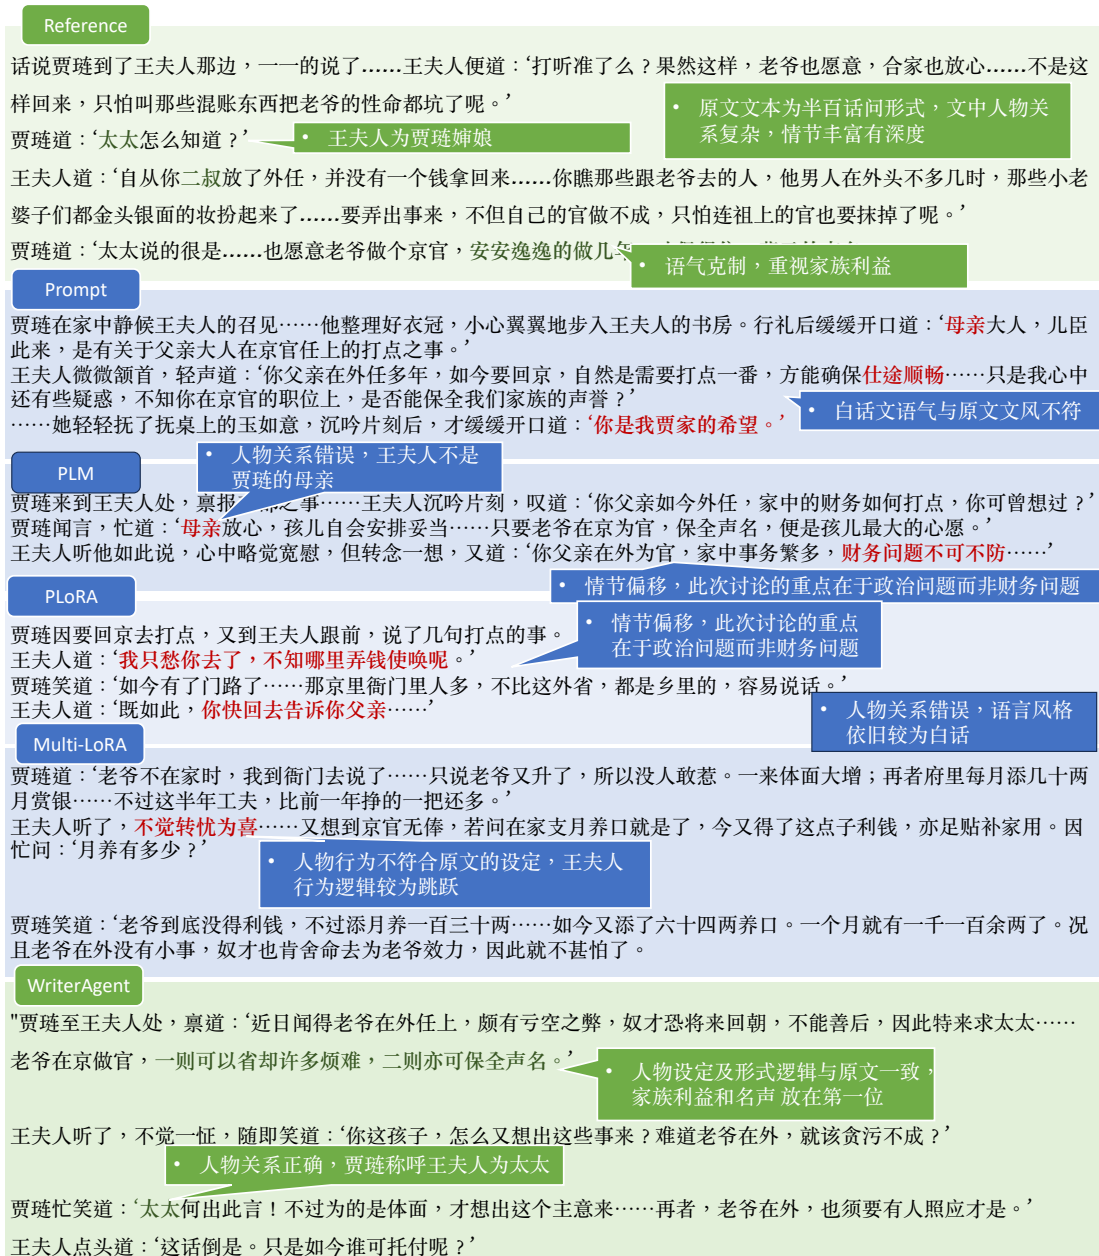 Reference
话说贾琏到了王夫人那边，一一的说了……王夫人便道：‘打听准了么？果然这样，老爷也愿意，合家也放心……不是这
样回来，只怕叫那些混账东西把老爷的性命都坑了呢。’
• 原文文本为半百话问形式，文中人物关
系复杂，情节丰富有深度
贾琏道：‘太太怎么知道？’
• 王夫人为贾琏婶娘
王夫人道：‘自从你二叔放了外任，并没有一个钱拿回来……你瞧那些跟老爷去的人，他男人在外头不多几时，那些小老
婆子们都金头银面的妆扮起来了……要弄出事来，不但自己的官做不成，只怕连祖上的官也要抹掉了呢。’
贾琏道：‘太太说的很是……也愿意老爷做个京官，安安逸逸的做几
• 语气克制，重视家族利益
Prompt
贾琏在家中静候王夫人的召见……他整理好衣冠，小心翼翼地步入王夫人的书房。行礼后缓缓开口道：‘母亲大人，儿臣
此来，是有关于父亲大人在京官任上的打点之事。’
王夫人微微颔首，轻声道：‘你父亲在外任多年，如今要回京，自然是需要打点一番，方能确保仕途顺畅……只是我心中
还有些疑惑，不知你在京官的职位上，是否能保全我们家族的声誉？’
• 白话文语气与原文文风不符
……她轻轻抚了抚桌上的玉如意，沉吟片刻后，才缓缓开口道：‘你是我贾家的希望。’
PLM
• 人物关系错误，王夫人不是
贾琏的母亲
贾琏来到王夫人处，禀报 之事……王夫人沉吟片刻，叹道：‘你父亲如今外任，家中的财务如何打点，你可曾想过？’
贾琏闻言，忙道：‘母亲放心，孩儿自会安排妥当……只要老爷在京为官，保全声名，便是孩儿最大的心愿。’
王夫人听他如此说，心中略觉宽慰，但转念一想，又道：‘你父亲在外为官，家中事务繁多，财务问题不可不防……’
• 情节偏移，此次讨论的重点在于政治问题而非财务问题
PLoRA
贾琏因要回京去打点，又到王夫人跟前，说了几句打点的事。
• 情节偏移，此次讨论的重点
在于政治问题而非财务问题
王夫人道：‘我只愁你去了，不知哪里弄钱使唤呢。’
贾琏笑道：‘如今有了门路了……那京里衙门里人多，不比这外省，都是乡里的，容易说话。’
王夫人道：‘既如此，你快回去告诉你父亲……’
• 人物关系错误，语言风格
依旧较为白话
Multi-LoRA
贾琏道：‘老爷不在家时，我到衙门去说了……只说老爷又升了，所以没人敢惹。一来体面大增；再者府里每月添几十两
月赏银……不过这半年工夫，比前一年挣的一把还多。’
王夫人听了，不觉转忧为喜……又想到京官无俸，若问在家支月养口就是了，今又得了这点子利钱，亦足贴补家用。因
忙问：‘月养有多少？’
• 人物行为不符合原文的设定，王夫人
行为逻辑较为跳跃
贾琏笑道：‘老爷到底没得利钱，不过添月养一百三十两……如今又添了六十四两养口。一个月就有一千一百余两了。况
且老爷在外没有小事，奴才也肯舍命去为老爷效力，因此就不甚怕了。
WriterAgent
"贾琏至王夫人处，禀道：‘近日闻得老爷在外任上，颇有亏空之弊，奴才恐将来回朝，不能善后，因此特来求太太……
老爷在京做官，一则可以省却许多烦难，二则亦可保全声名。’
• 人物设定及形式逻辑与原文一致，
家族利益和名声 放在第一位
王夫人听了，不觉一怔，随即笑道：‘你这孩子，怎么又想出这些事来？难道老爷在外，就该贪污不成？’
• 人物关系正确，贾琏称呼王夫人为太太
贾琏忙笑道：‘太太何出此言！不过为的是体面，才想出这个主意来……再者，老爷在外，也须要有人照应才是。’
王夫人点头道：‘这话倒是。只是如今谁可托付呢？’